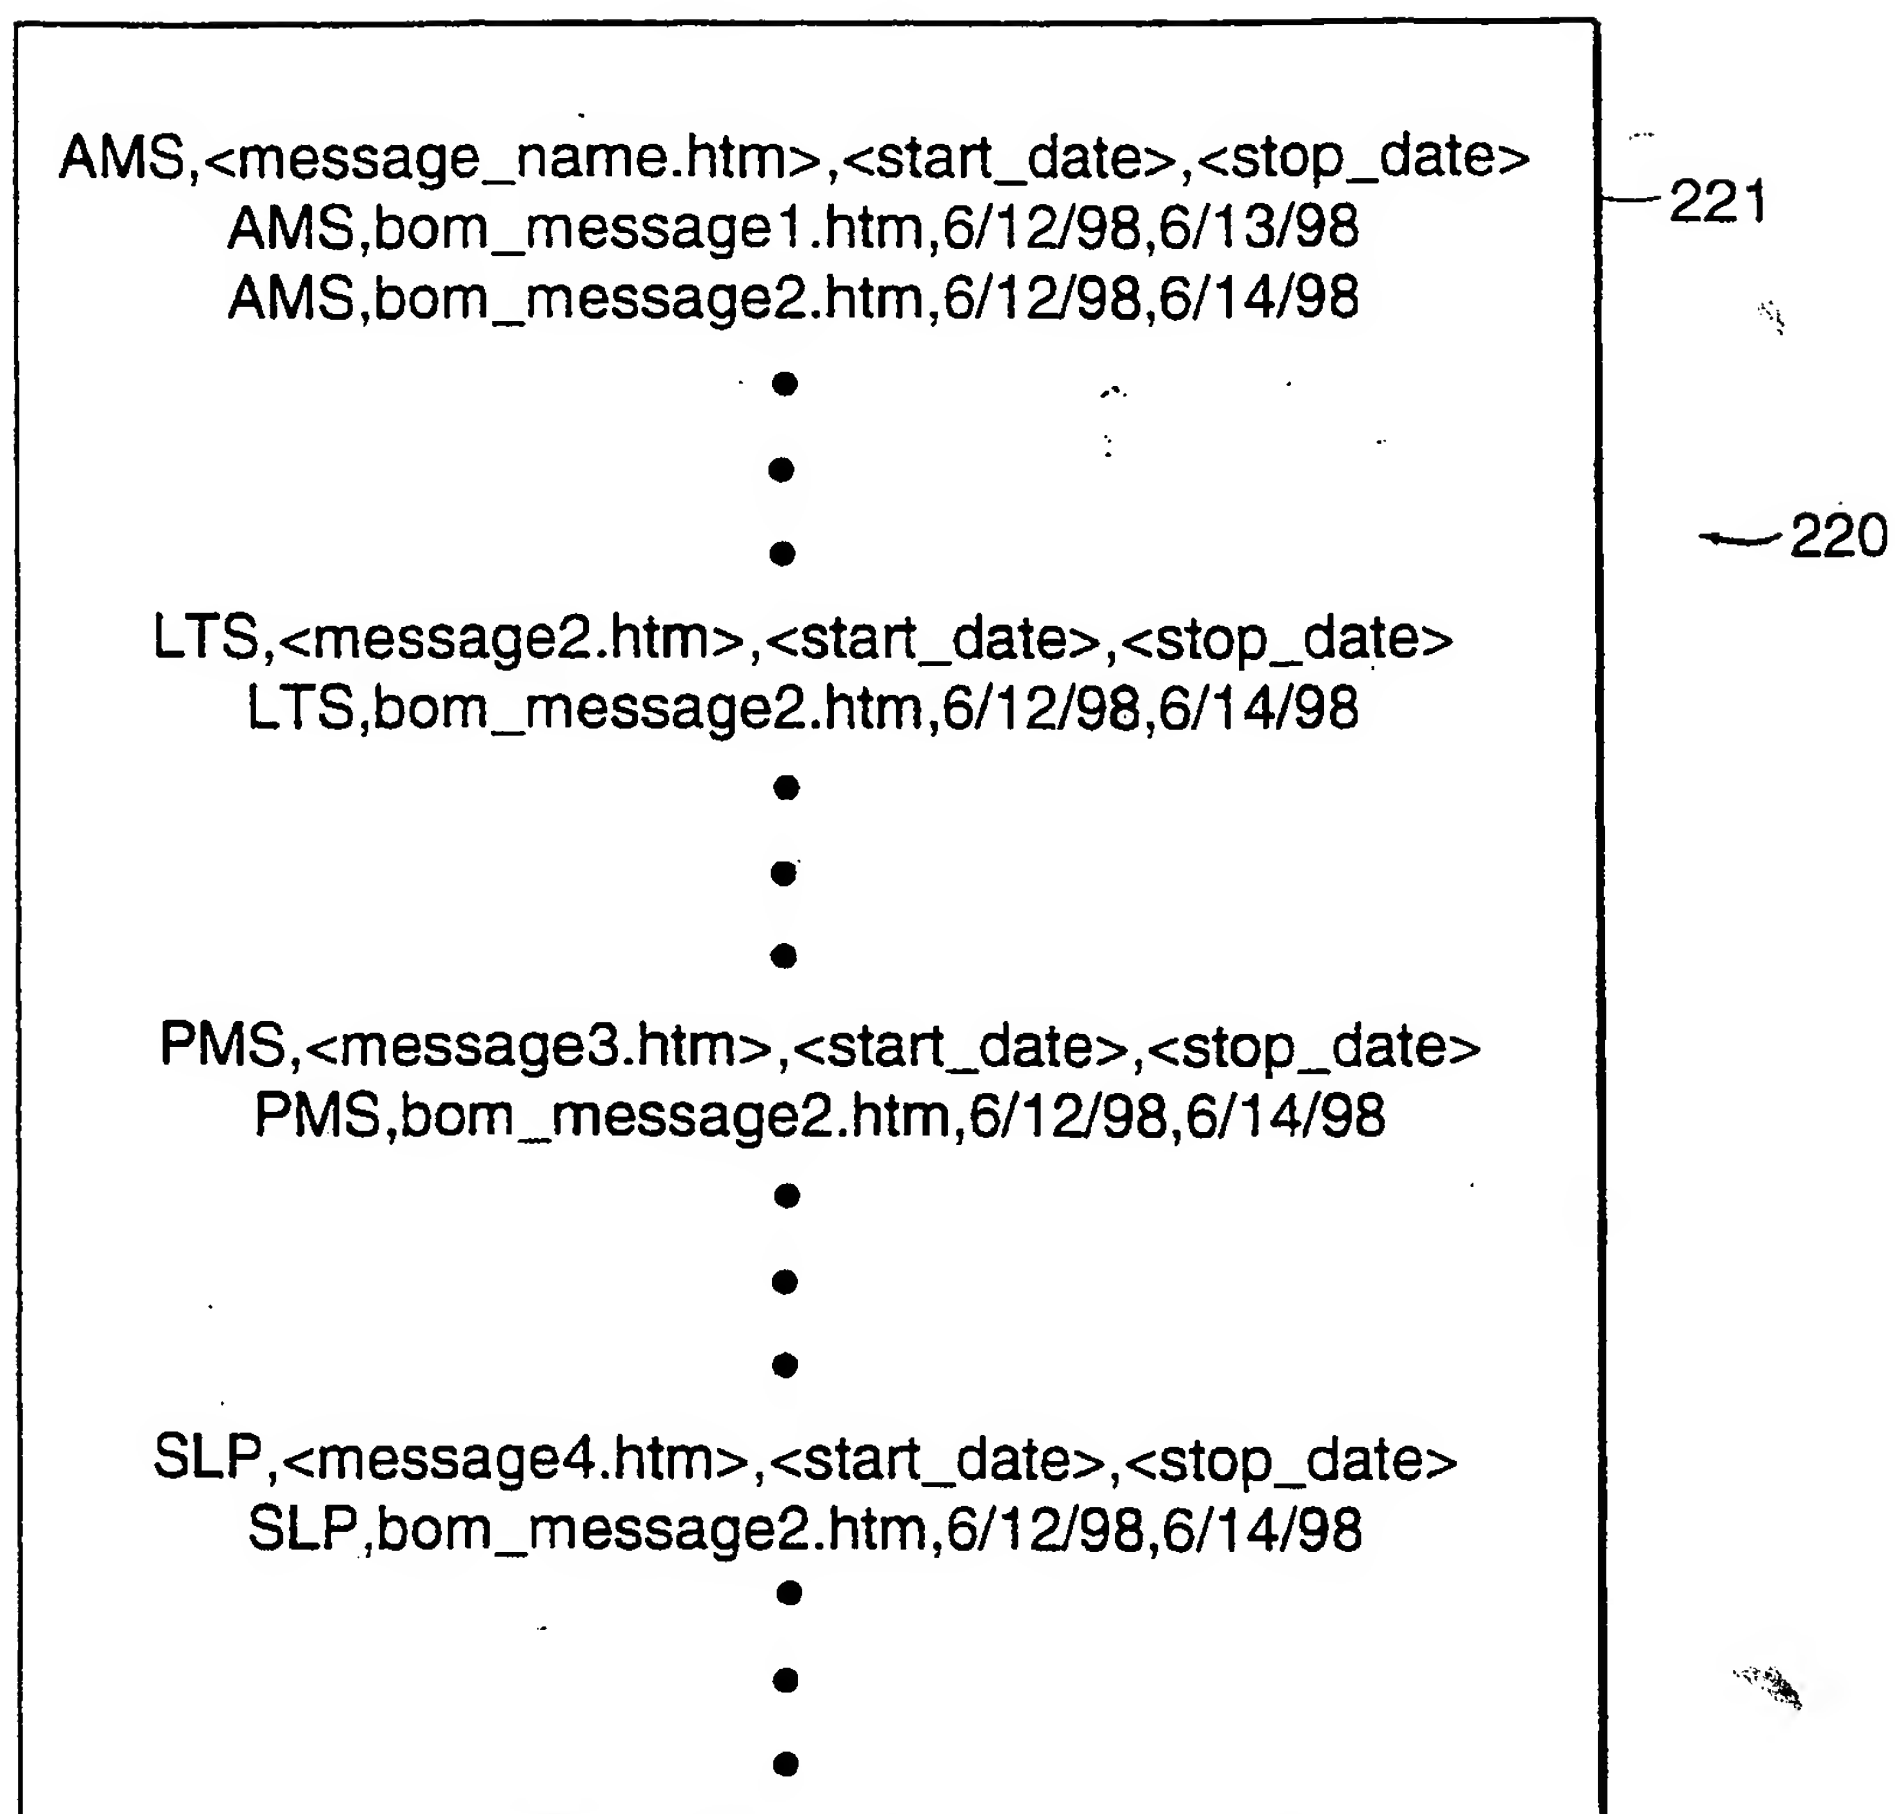 AMS,<message_name.htm>,<start_date>,<stop_date>
221
AMS,bom_message1.htm,6/12/98,6/13/98
AMS,bom_message2.htm,6/12/98,6/14/98
220
LTS,<message2.htm>,<start_date>,<stop_date>
LTS,bom_message2.htm,6/12/98,6/14/98
PMS,<message3.htm>,<start_date>,<stop_date>
PMS,bom_message2.htm,6/12/98,6/14/98
SLP,<message4.htm>,<start_date>,<stop_date>
SLP,bom_message2.htm,6/12/98,6/14/98